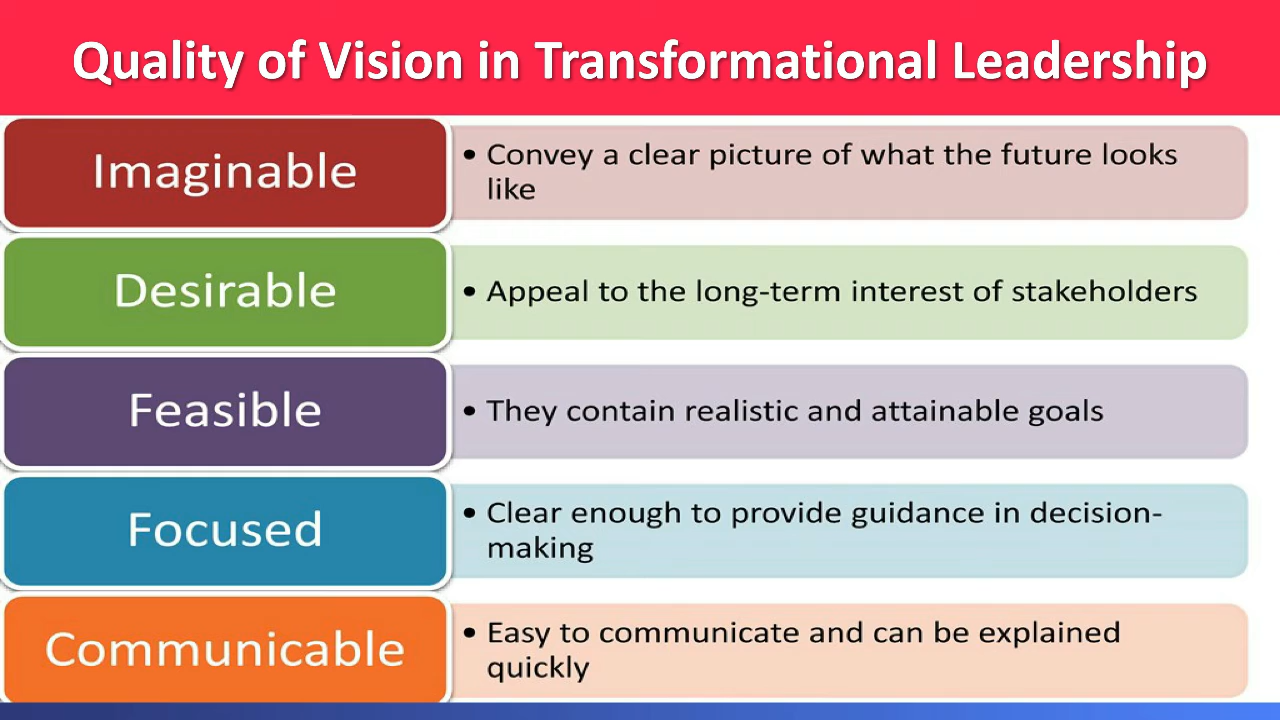 Quality of Vision in Transformational Leadership
Imaginable
• Convey a clear picture of what the future looks
like
Desirable
• Appeal to the long-term interest of stakeholders
Feasible
• They contain realistic and attainable goals
Focused
• Clear enough to provide guidance in decision-
making
Communicable
• Easy to communicate and can be explained
quickly